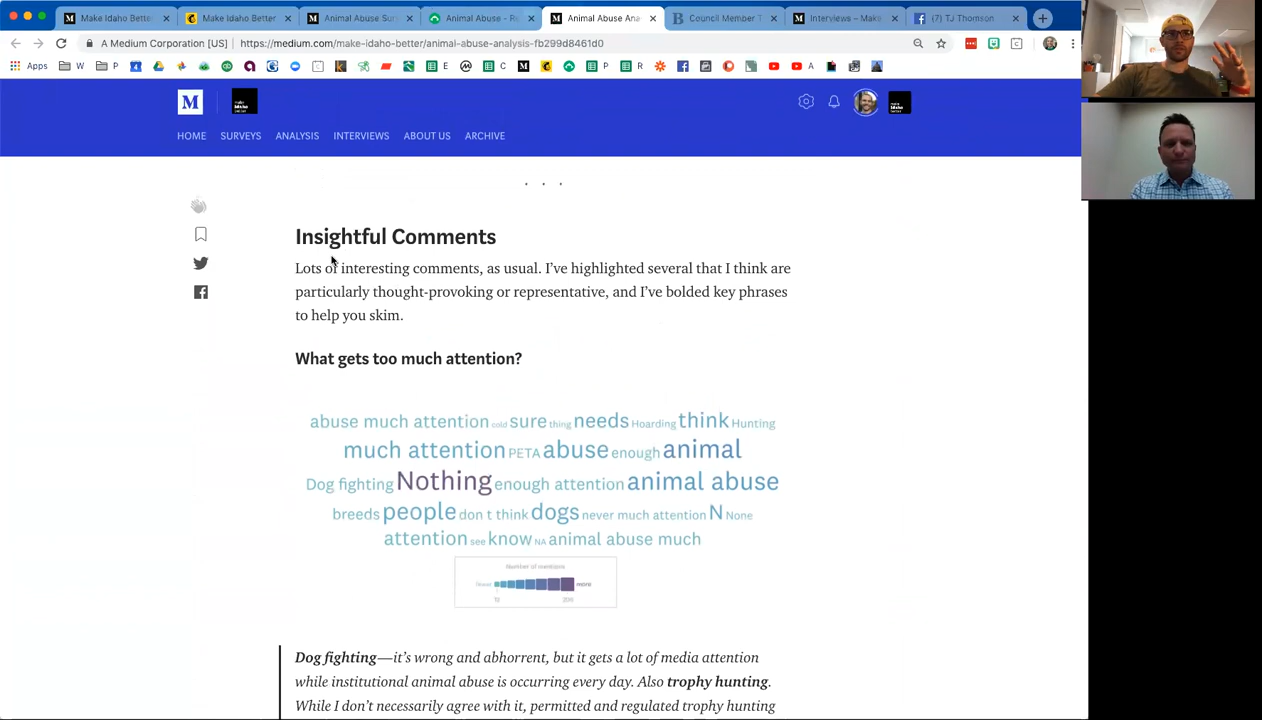 Make Idaho Better
Make Idaho Better
Animal Abuse Sur
Animal Abuse - R
Animal Abuse Ana
Council Member T
Interviews – Make
(7) TJ Thomson
A Medium Corporation [US] | https://medium.com/make-idaho-better/animal-abuse-analysis-fb299d8461d0
Apps W P E C P R A
M
HOME SURVEYS ANALYSIS INTERVIEWS ABOUT US ARCHIVE
. . .
Insightful Comments
Lots of interesting comments, as usual. I've highlighted several that I think are
particularly thought-provoking or representative, and I've bolded key phrases
to help you skim.
What gets too much attention?
abuse much attention cold sure thing needs Hoarding think Hunting
much attention PETA abuse enough animal
Dog fighting Nothing enough attention animal abuse
breeds people don t think dogs never much attention N None
attention see know NA animal abuse much
Number of mentions
fewer more
Dog fighting—it's wrong and abhorrent, but it gets a lot of media attention
while institutional animal abuse is occurring every day. Also trophy hunting.
While I don't necessarily agree with it, permitted and regulated trophy hunting